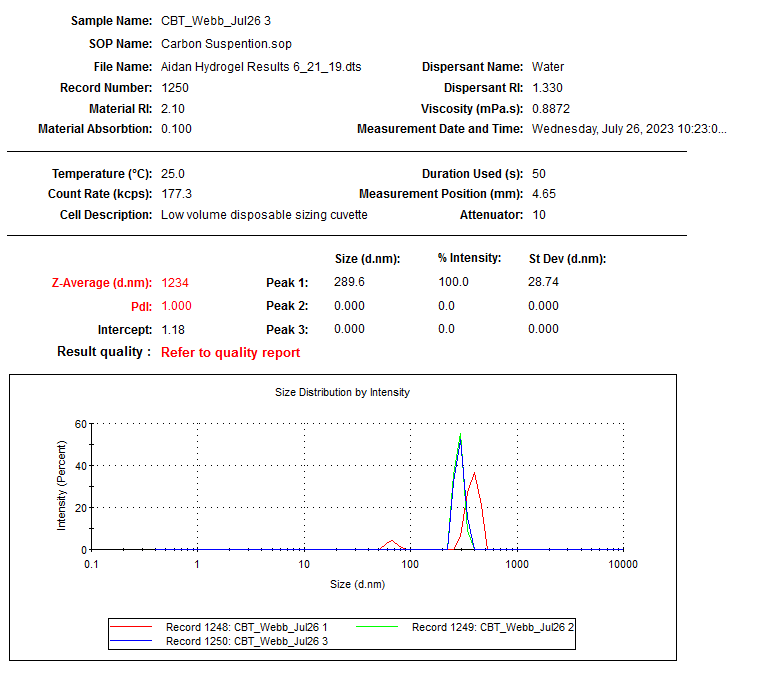 Sample Name: CBT_Webb_Jul26 3
SOP Name: Carbon Suspention.sop
File Name: Aidan Hydrogel Results 6_21_19.dts Dispersant Name: Water
Record Number: 1250 Dispersant RI: 1.330
Material RI: 2.10 Viscosity (mPa.s): 0.8872
Material Absorbtion: 0.100 Measurement Date and Time: Wednesday, July 26, 2023 10:23:0...
Temperature (°C): 25.0 Duration Used (s): 50
Count Rate (kcps): 177.3 Measurement Position (mm): 4.65
Cell Description: Low volume disposable sizing cuvette Attenuator: 10
Size (d.nm): % Intensity: St Dev (d.nm):
Z-Average (d.nm): 1234 Peak 1: 289.6 100.0 28.74
PdI: 1.000 Peak 2: 0.000 0.0 0.000
Intercept: 1.18 Peak 3: 0.000 0.0 0.000
Result quality : Refer to quality report
Size Distribution by Intensity
Intensity (Percent)
60
40
20
0
0.1 1 10 100 1000 10000
Size (d.nm)
Record 1248: CBT_Webb_Jul26 1 Record 1249: CBT_Webb_Jul26 2
Record 1250: CBT_Webb_Jul26 3